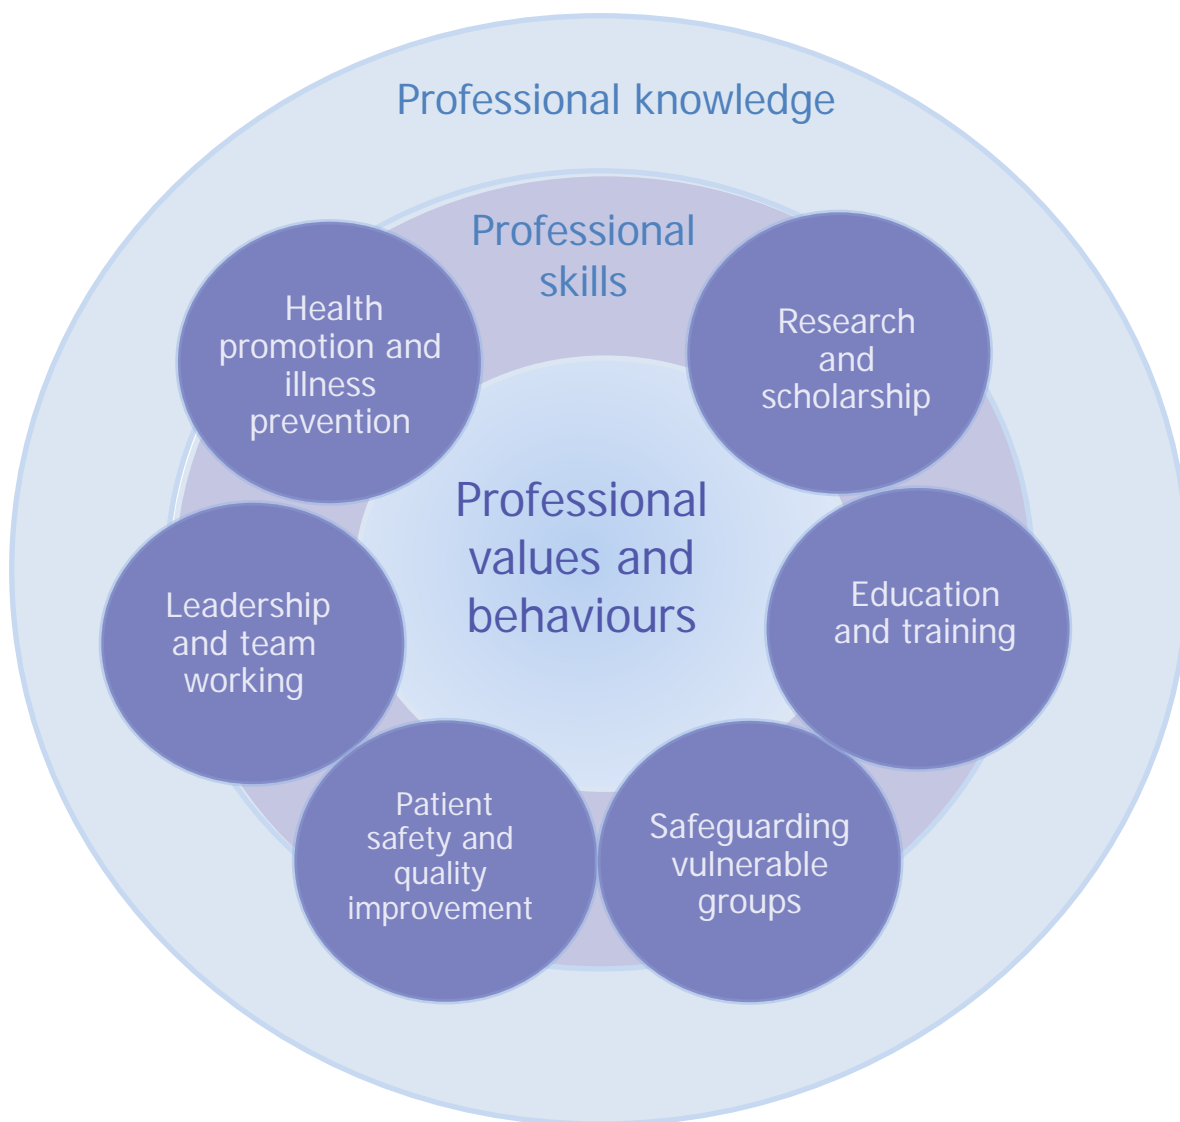 Professional knowledge
Professional
skills
Health
promotion and
illness
prevention
Research
and
scholarship
Professional
values and
behaviours
Leadership
and team
working
Education
and training
Patient
safety and
quality
improvement
Safeguarding
vulnerable
groups